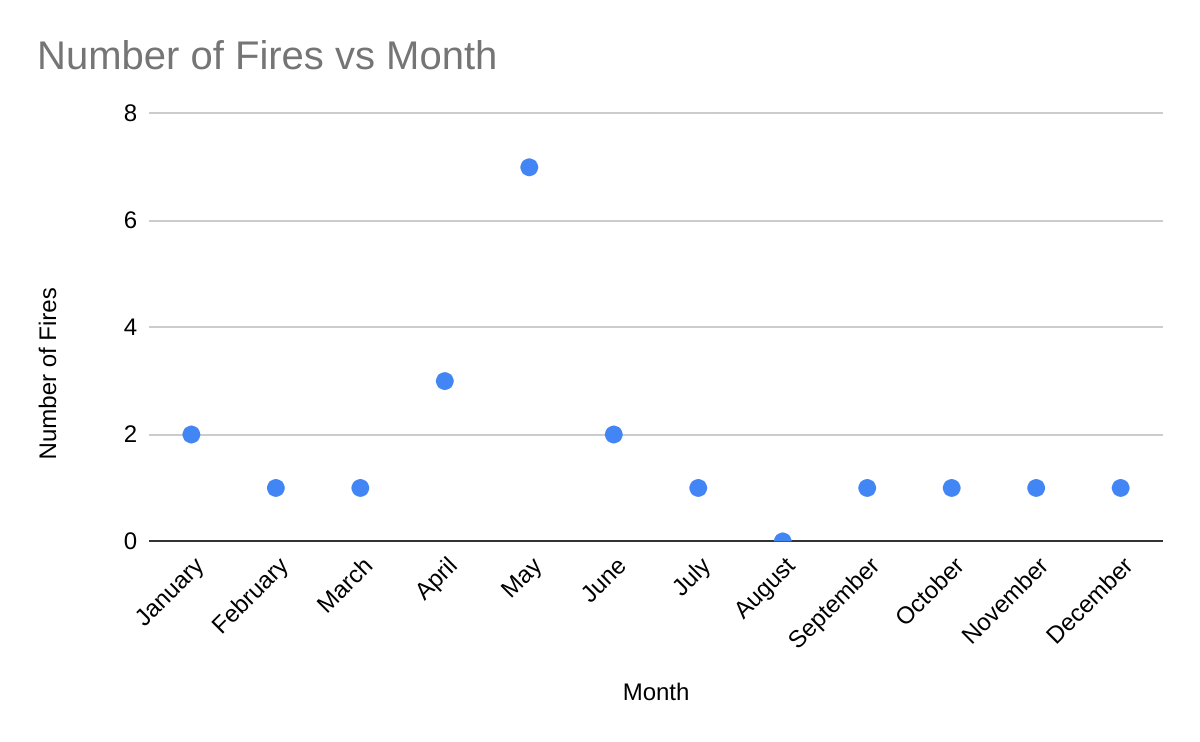 Number of Fires vs Month
8
6
4
2
0
Number of Fires
January
February
March
April
May
June
July
August
September
October
November
December
Month